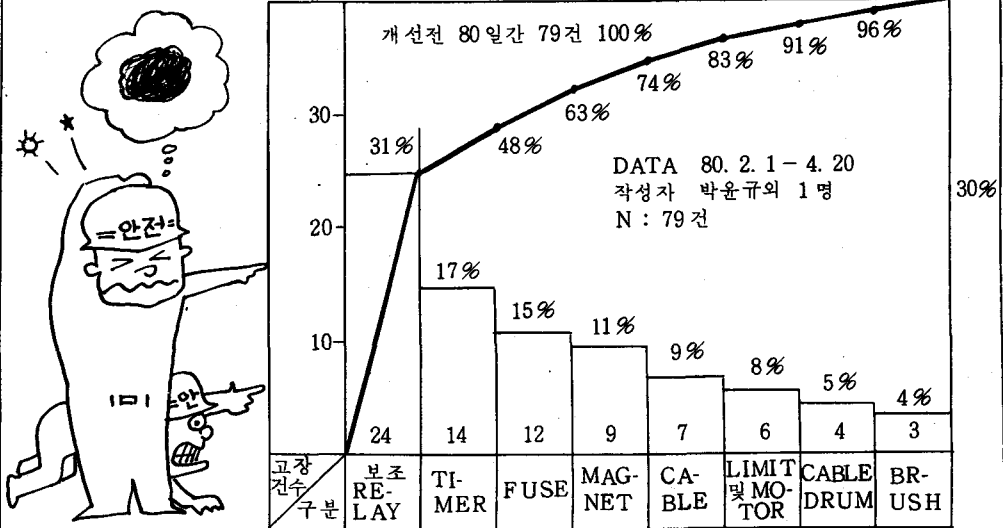 개선전 80일간 79건 100%
96%
91%
83%
74%
63%
48%
31%
30
20
10
30%
DATA 80. 2. 1 - 4. 20
작성자 박윤규외 1명
N : 79건
=안전=
=안
17%
15%
11%
9%
8%
5%
4%
24 14 12 9 7 6 4 3
고장
건수
구분
보조
RE-
LAY
TI-
MER
FUSE
MAG-
NET
CA-
BLE
LIMIT
및 MO-
TOR
CABLE
DRUM
BR-
USH